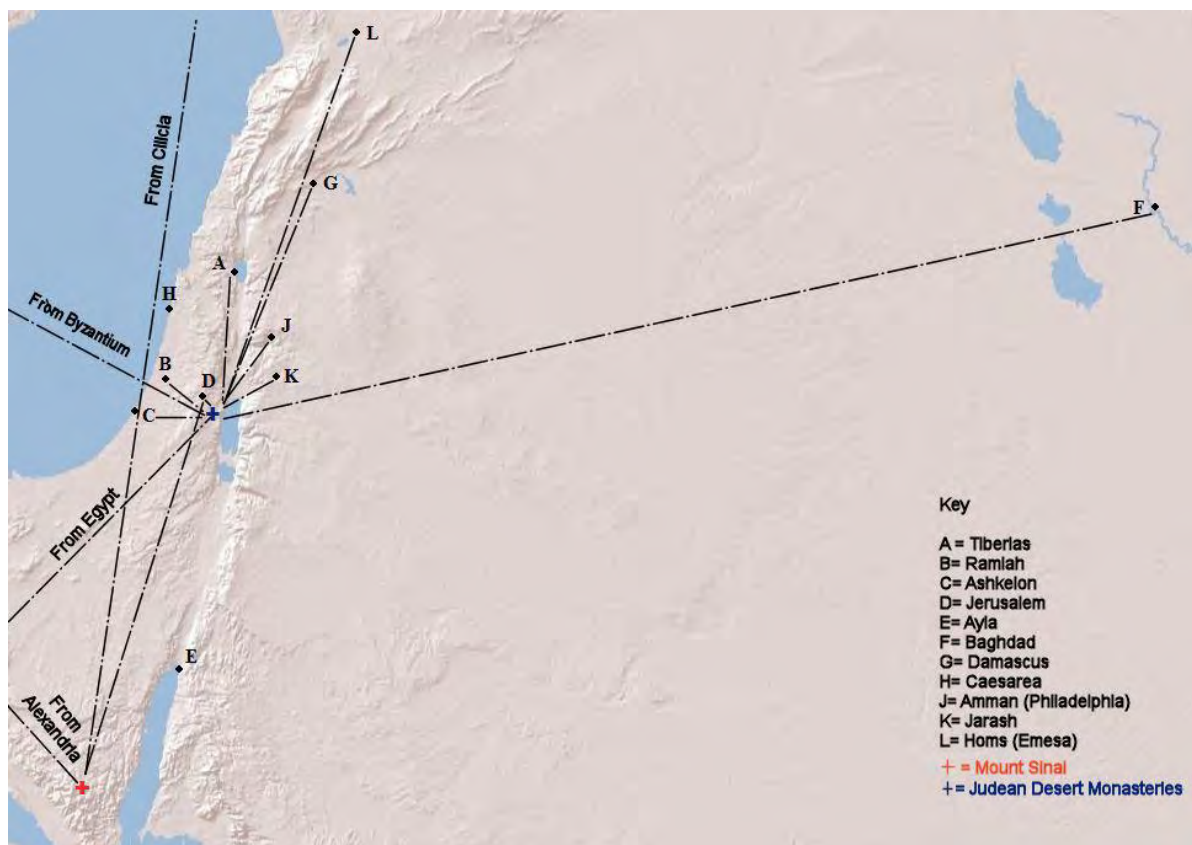 L
From Cilicia
G
F
A
H
From Byzantium
J
B
D
K
C
From Egypt
E
From
Alexandria
Key
A= Tiberias
B= Ramlah
C= Ashkelon
D= Jerusalem
E= Ayla
F= Baghdad
G= Damascus
H= Caesarea
J= Amman (Philadelphia)
K= Jarash
L= Homs (Emesa)
+ = Mount Sinai
+= Judean Desert Monasteries